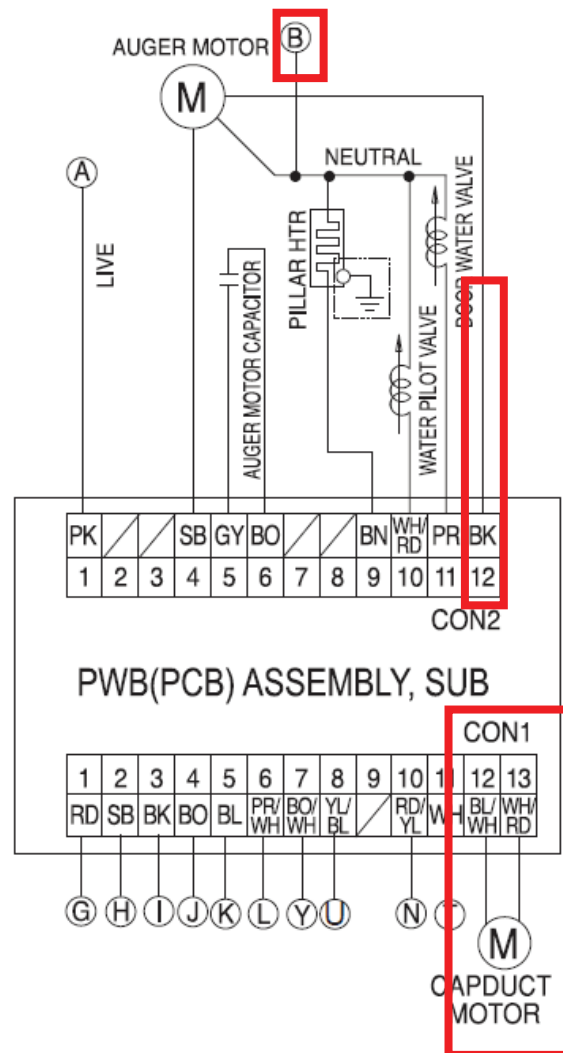 B
AUGER MOTOR
M
A
NEUTRAL
LIVE
AUGER MOTOR CAPACITOR
PILLAR HTR
WATER PILOT VALVE
DOOR WATER VALVE
PK SB GY BO BN WH/RD PR BK
1 2 3 4 5 6 7 8 9 10 11 12
CON2
PWB(PCB) ASSEMBLY, SUB
CON1
1 2 3 4 5 6 7 8 9 10 11 12 13
RD SB BK BO BL PR/WH BO/WH YL/BL RD/YL WH BL/WH WH/RD
G H I J K L Y U N T
M
CAPDUCT
MOTOR